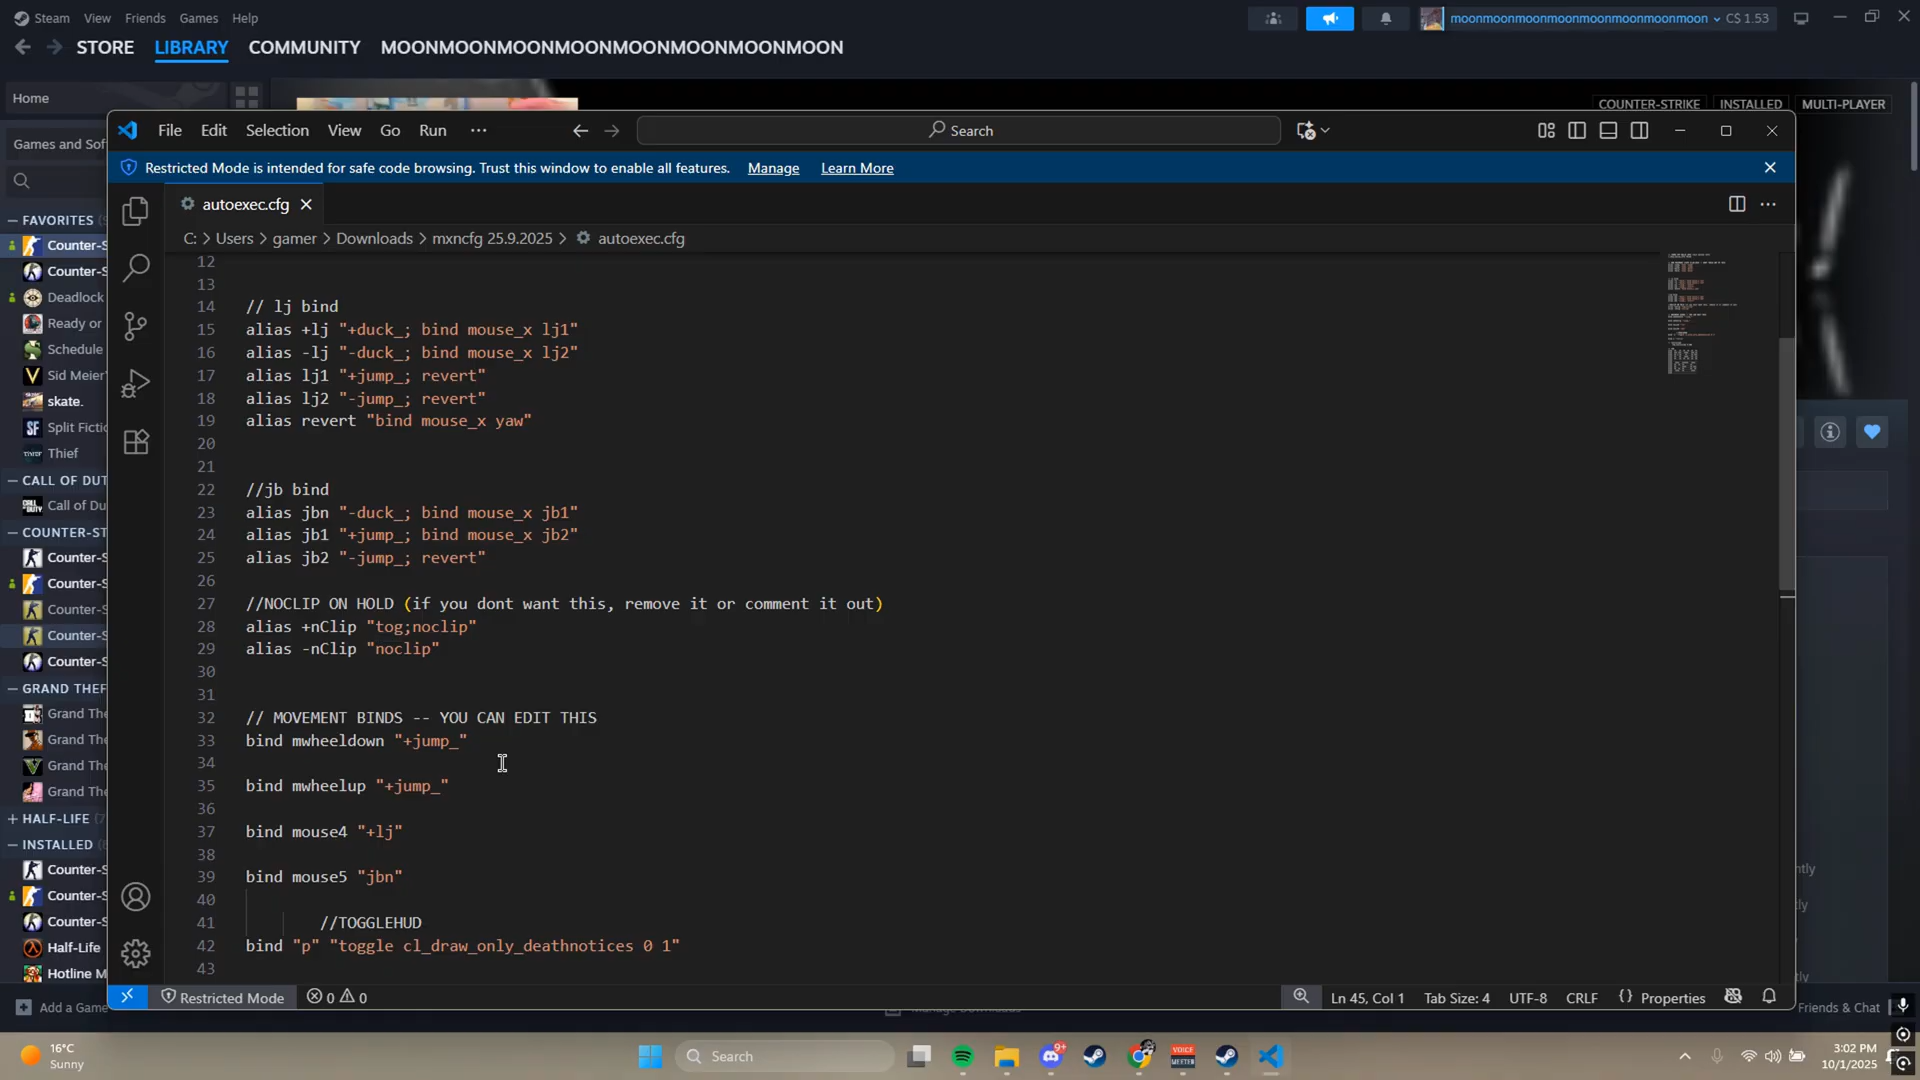 Steam View Friends Games Help
moonmoonmoonmoonmoonmoonmoonmoon C$ 1.53
STORE LIBRARY COMMUNITY MOONMOONMOONMOONMOONMOONMOONMOON
Home
COUNTER-STRIKE INSTALLED MULTI-PLAYER
File Edit Selection View Go Run ··· Search
Games and Sof
Restricted Mode is intended for safe code browsing. Trust this window to enable all features. Manage Learn More
autoexec.cfg
C: > Users > gamer > Downloads > mxncfg 25.9.2025 > autoexec.cfg
FAVORITES
Counter-S
Counter-S
Deadlock
Ready or
Schedule
Sid Meier'
skate.
Split Fictio
Thief
CALL OF DUT
Call of Du
COUNTER-ST
Counter-S
Counter-S
Counter-S
Counter-S
Counter-S
GRAND THEF
Grand The
Grand The
Grand The
Grand The
HALF-LIFE
INSTALLED
Counter-S
Counter-S
Counter-S
Half-Life
Hotline M
Add a Game
12
13
14 // lj bind
15 alias +lj "+duck_; bind mouse_x lj1"
16 alias -lj "-duck_; bind mouse_x lj2"
17 alias lj1 "+jump_; revert"
18 alias lj2 "-jump_; revert"
19 alias revert "bind mouse_x yaw"
20
21
22 //jb bind
23 alias jbn "-duck_; bind mouse_x jb1"
24 alias jb1 "+jump_; bind mouse_x jb2"
25 alias jb2 "-jump_; revert"
26
27 //NOCLIP ON HOLD (if you dont want this, remove it or comment it out)
28 alias +nClip "tog;noclip"
29 alias -nClip "noclip"
30
31
32 // MOVEMENT BINDS -- YOU CAN EDIT THIS
33 bind mwheeldown "+jump_"
34
35 bind mwheelup "+jump_"
36
37 bind mouse4 "+lj"
38
39 bind mouse5 "jbn"
40
41 //TOGGLEHUD
42 bind "p" "toggle cl_draw_only_deathnotices 0 1"
43
MXN
CFG
Restricted Mode 0 0 Ln 45, Col 1 Tab Size: 4 UTF-8 CRLF {} Properties
Friends & Chat
16°C
Sunny
Search
9+
VOICE
MEETER
3:02 PM
10/1/2025